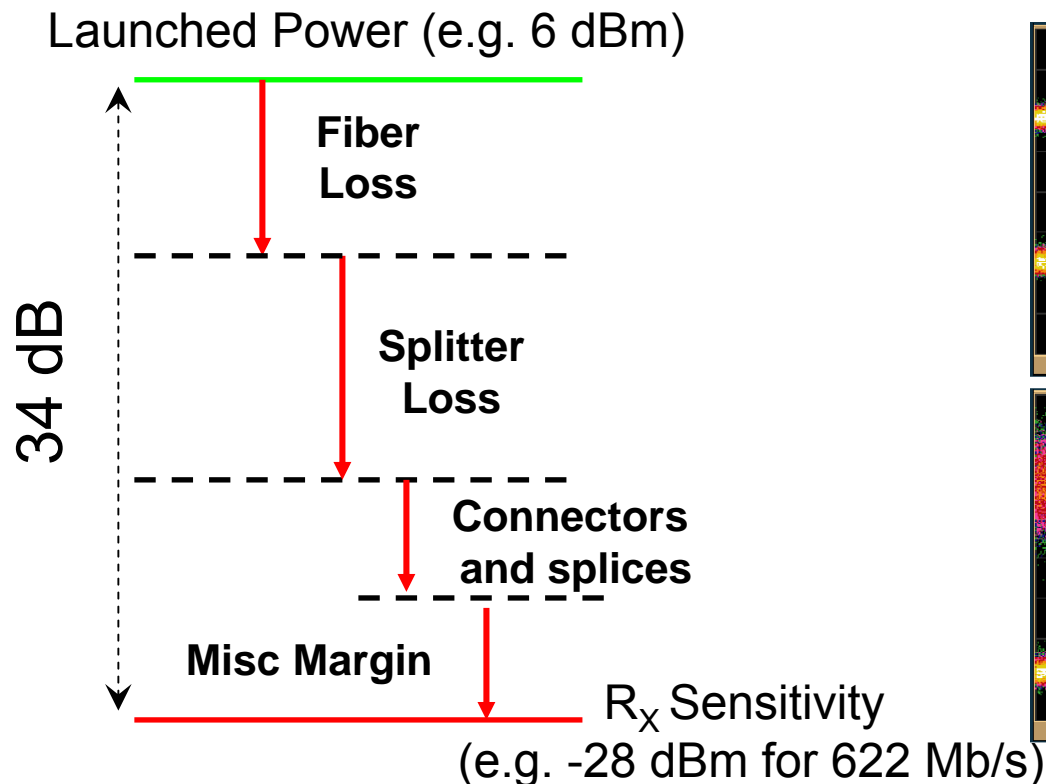 Launched Power (e.g. 6 dBm)
Fiber
Loss
34 dB
Splitter
Loss
Connectors
and splices
Misc Margin
RX Sensitivity
(e.g. -28 dBm for 622 Mb/s)